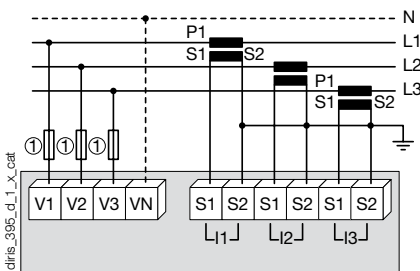 N
P1 L1
S1 S2
L2
P1 L3
S1 S2
① ① ①
V1 V2 V3 VN S1 S2 S1 S2 S1 S2
I1 I2 I3
diris_395_d_1_x_cat